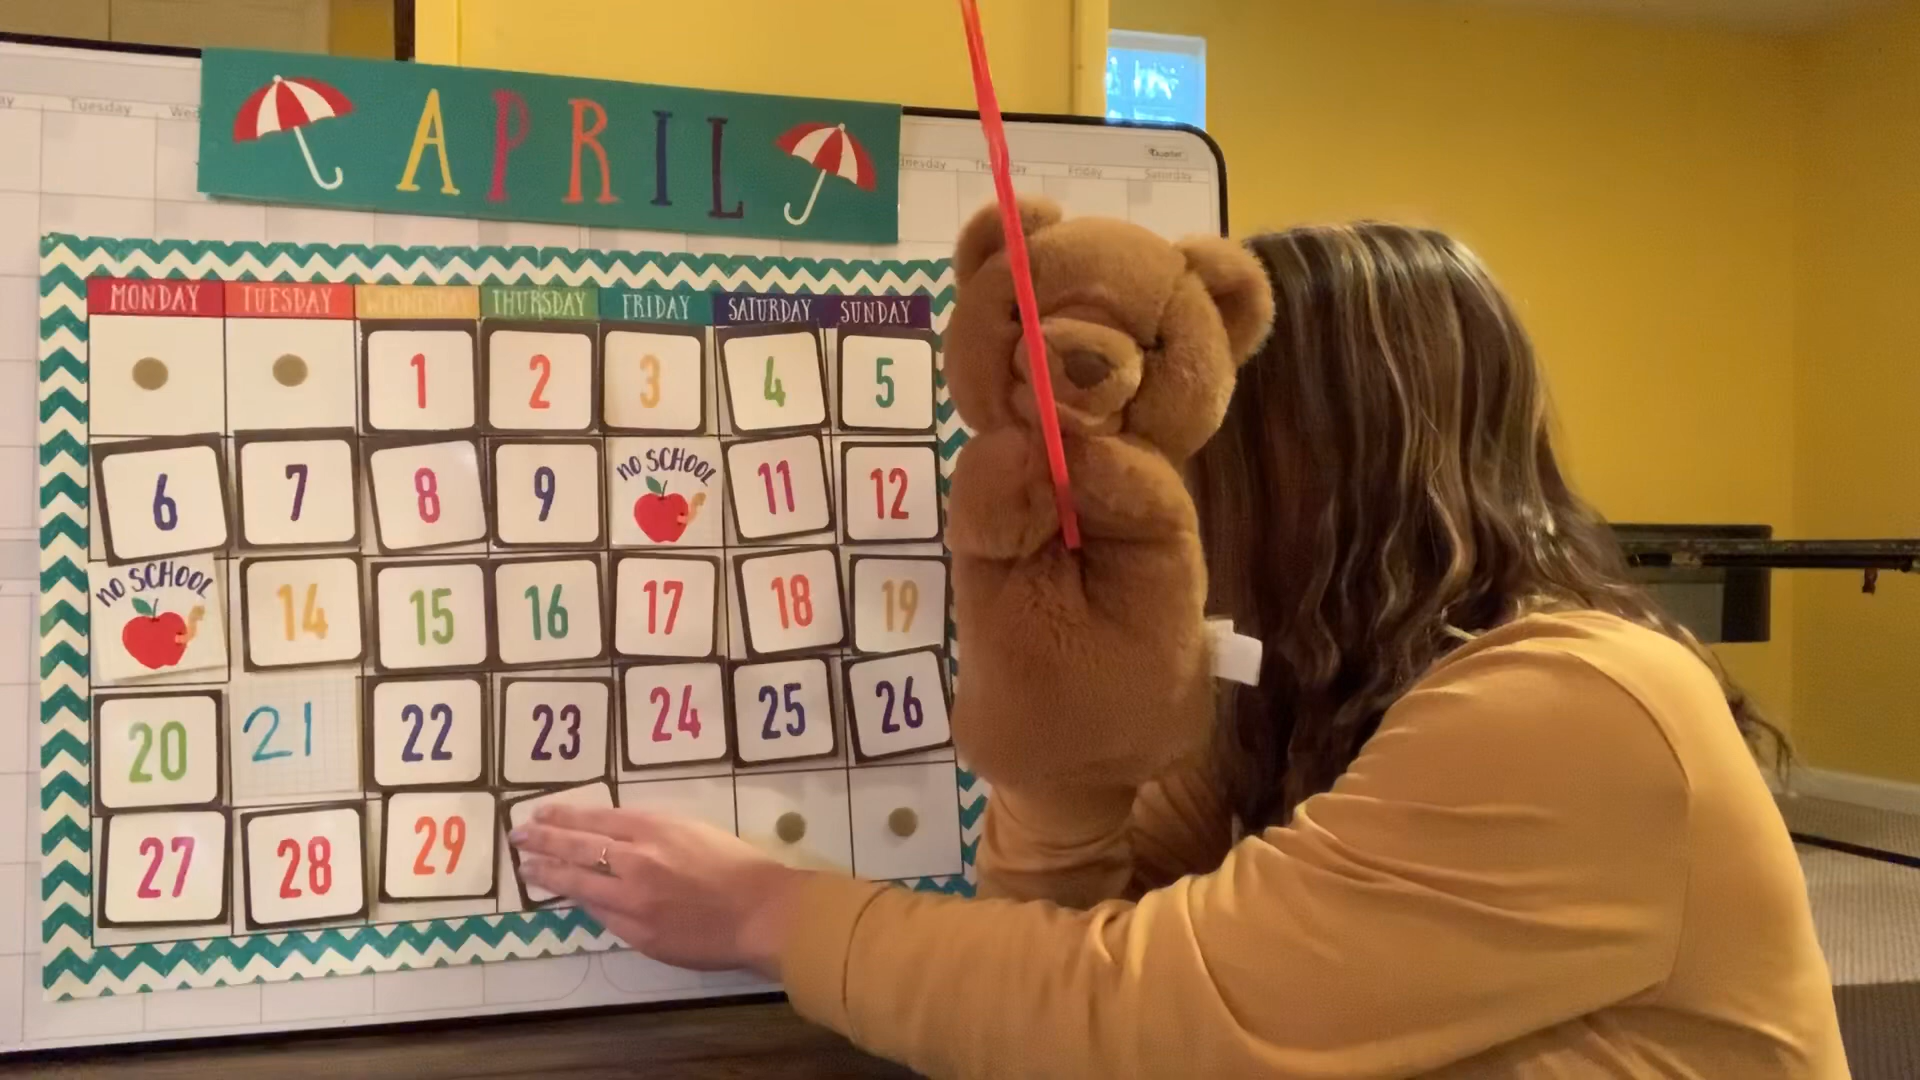 APRIL
Tuesday
Friday
Saturday
MONDAY TUESDAY WEDNESDAY THURSDAY FRIDAY SATURDAY SUNDAY
1 2 3 4 5
6 7 8 9 NO SCHOOL 11 12
NO SCHOOL 14 15 16 17 18 19
20 21 22 23 24 25 26
27 28 29